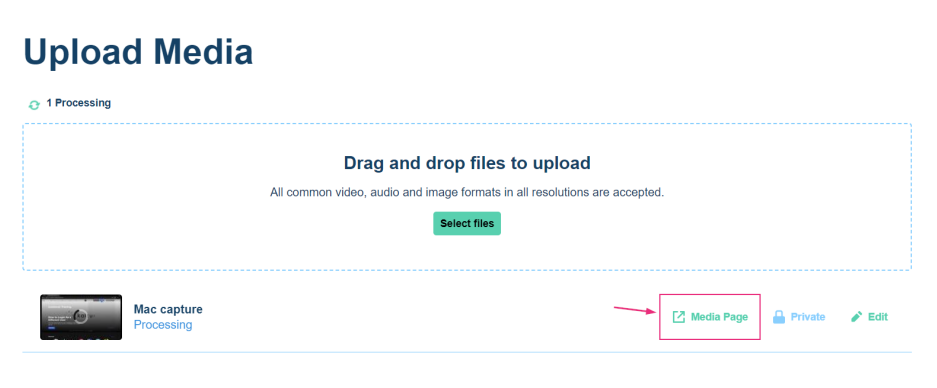 Upload Media
1 Processing
Drag and drop files to upload
All common video, audio and image formats in all resolutions are accepted.
Select files
Mac capture
Processing
Media Page
Private
Edit